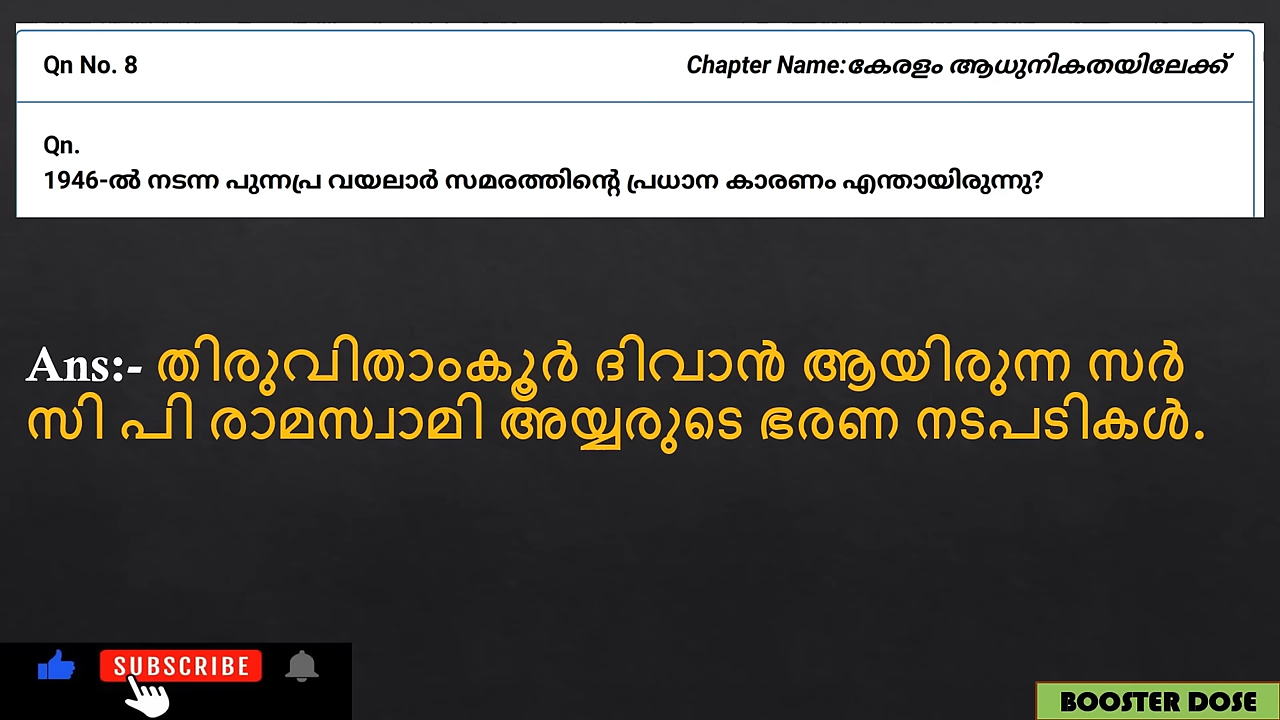 Qn No. 8
Chapter Name:കേരളം ആധുനികതയിലേക്ക്
Qn.
1946-ൽ നടന്ന പുന്നപ്ര വയലാർ സമരത്തിന്റെ പ്രധാന കാരണം എന്തായിരുന്നു?
Ans:- തിരുവിതാംകൂർ ദിവാൻ ആയിരുന്ന സർ
സി പി രാമസ്വാമി അയ്യരുടെ ഭരണ നടപടികൾ.
SUBSCRIBE
BOOSTER DOSE